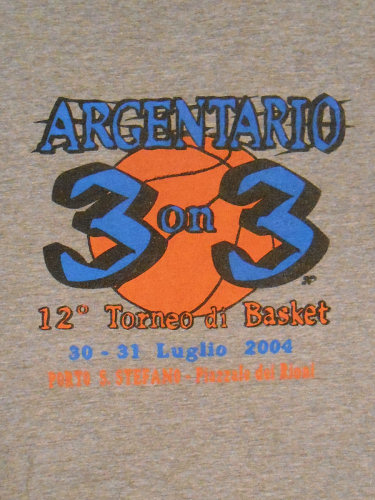 ARGENTARIO
3 on 3
12° Torneo di Basket
30 - 31 Luglio 2004
PORTO S. STEFANO - Piazzale dei Rioni